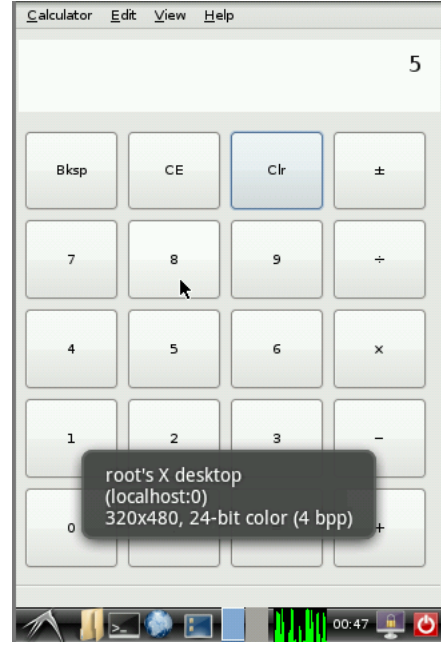 Calculator Edit View Help
5
Bksp CE Clr ±
7 8 9 ÷
4 5 6 ×
1 2 3 −
root's X desktop
(localhost:0)
320x480, 24-bit color (4 bpp)
0 +
00:47